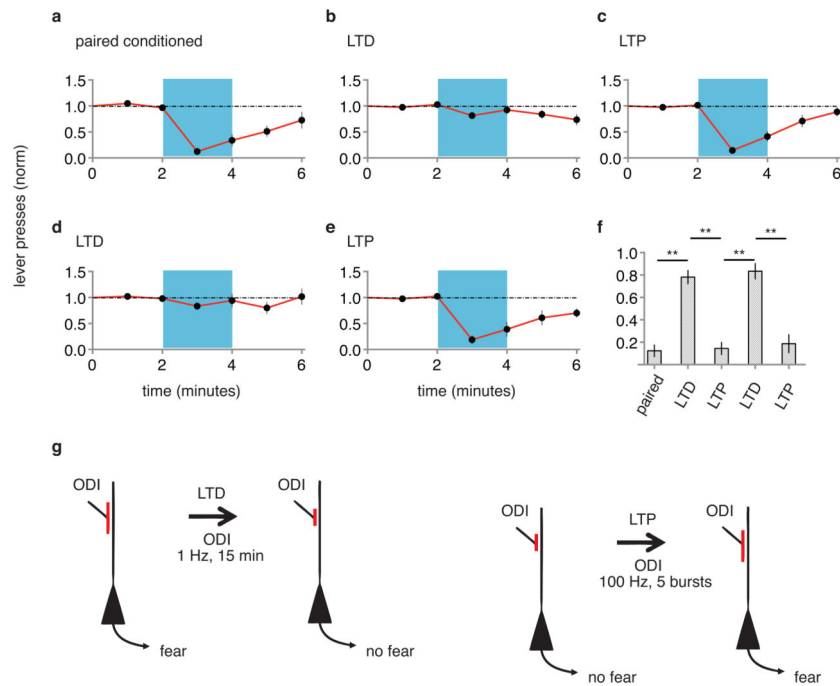 a
paired conditioned
1.5
1.0
0.5
0.0
0 2 4 6
b
LTD
1.5
1.0
0.5
0.0
0 2 4 6
c
LTP
1.5
1.0
0.5
0.0
0 2 4 6
lever presses (norm)
d
LTD
1.5
1.0
0.5
0.0
0 2 4 6
time (minutes)
e
LTP
1.5
1.0
0.5
0.0
0 2 4 6
time (minutes)
f
** **
** **
1.0
0.8
0.6
0.4
0.2
paired LTD LTP LTD LTP
g
ODI
LTD
ODI
1 Hz, 15 min
ODI
fear
no fear
ODI
LTP
ODI
100 Hz, 5 bursts
ODI
no fear
fear